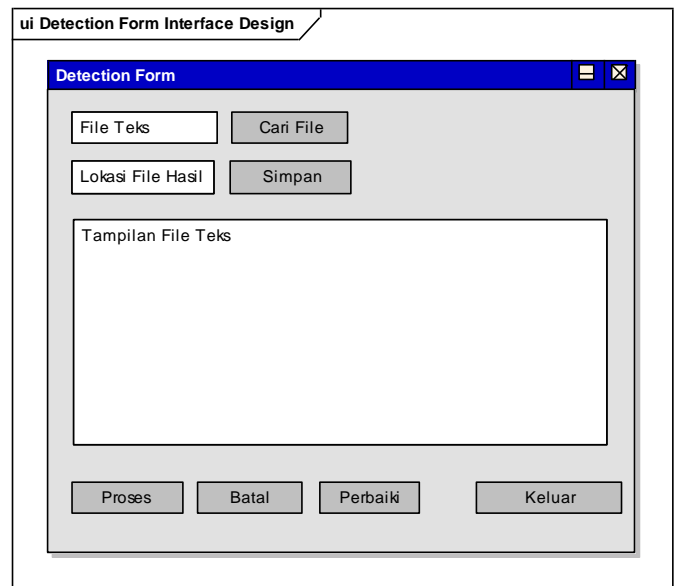 ui Detection Form Interface Design
Detection Form
File Teks
Cari File
Lokasi File Hasil
Simpan
Tampilan File Teks
Proses
Batal
Perbaiki
Keluar